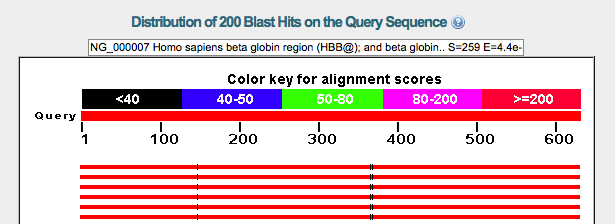 Distribution of 200 Blast Hits on the Query Sequence ?
NG_000007 Homo sapiens beta globin region (HBB@); and beta globin.. S=259 E=4.4e-
Color key for alignment scores
<40 40-50 50-80 80-200 >=200
Query
1 100 200 300 400 500 600